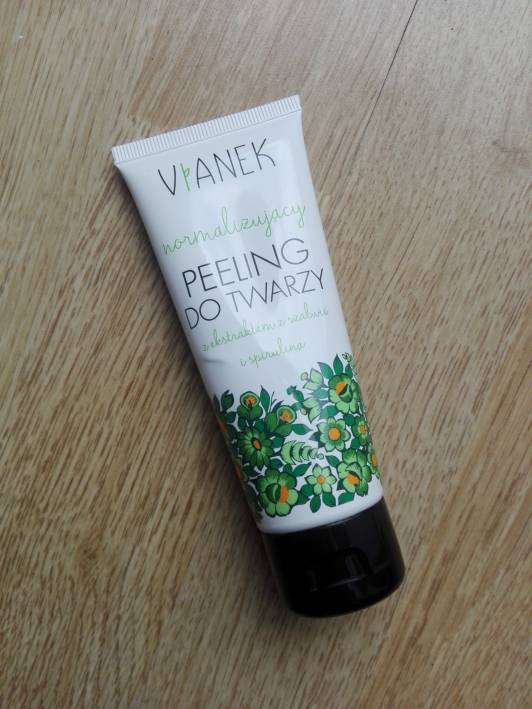 VIANEK
normalizujący
PEELING
DO TWARZY
z ekstraktem z szałwii
i spiruliną